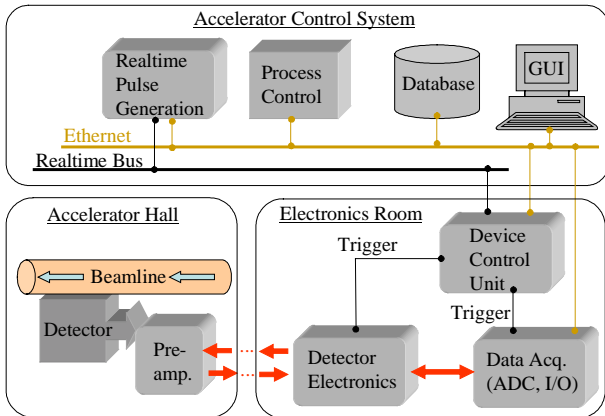 Accelerator Control System
Realtime
Pulse
Generation
Process
Control
Database
GUI
Ethernet
Realtime Bus
Accelerator Hall
Beamline
Detector
Pre-
amp.
Electronics Room
Trigger
Device
Control
Unit
Trigger
Detector
Electronics
Data Acq.
(ADC, I/O)